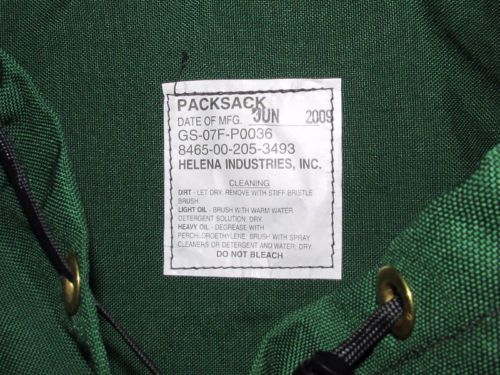 PACKSACK
DATE OF MFG. JUN 2009
GS-07F-P0036
8465-00-205-3493
HELENA INDUSTRIES, INC.
CLEANING
DIRT - LET DRY. REMOVE WITH STIFF BRISTLE
BRUSH.
LIGHT OIL - BRUSH WITH WARM WATER
DETERGENT SOLUTION; DRY.
HEAVY OIL - DEGREASE WITH
PERCHLOROETHYLENE. BRUSH WITH SPRAY
CLEANERS OR DETERGENT AND WATER; DRY.
DO NOT BLEACH